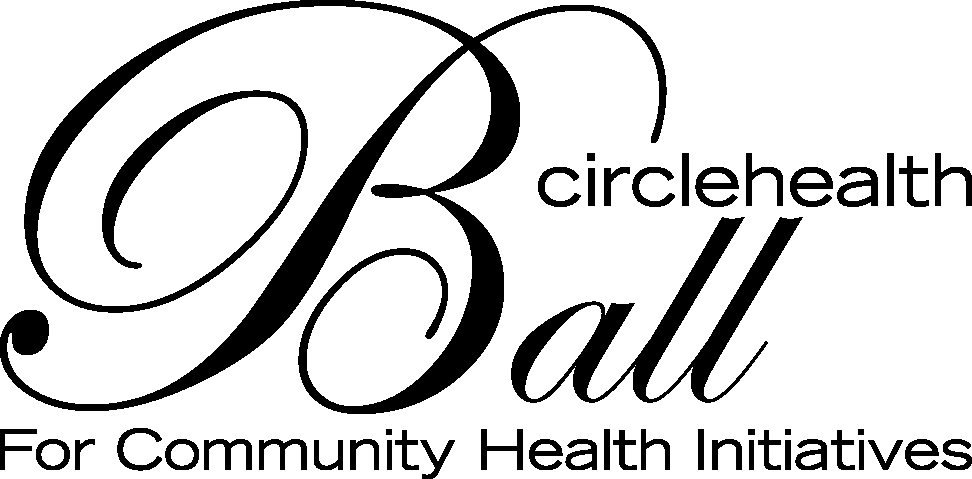 circlehealth
Ball
For Community Health Initiatives